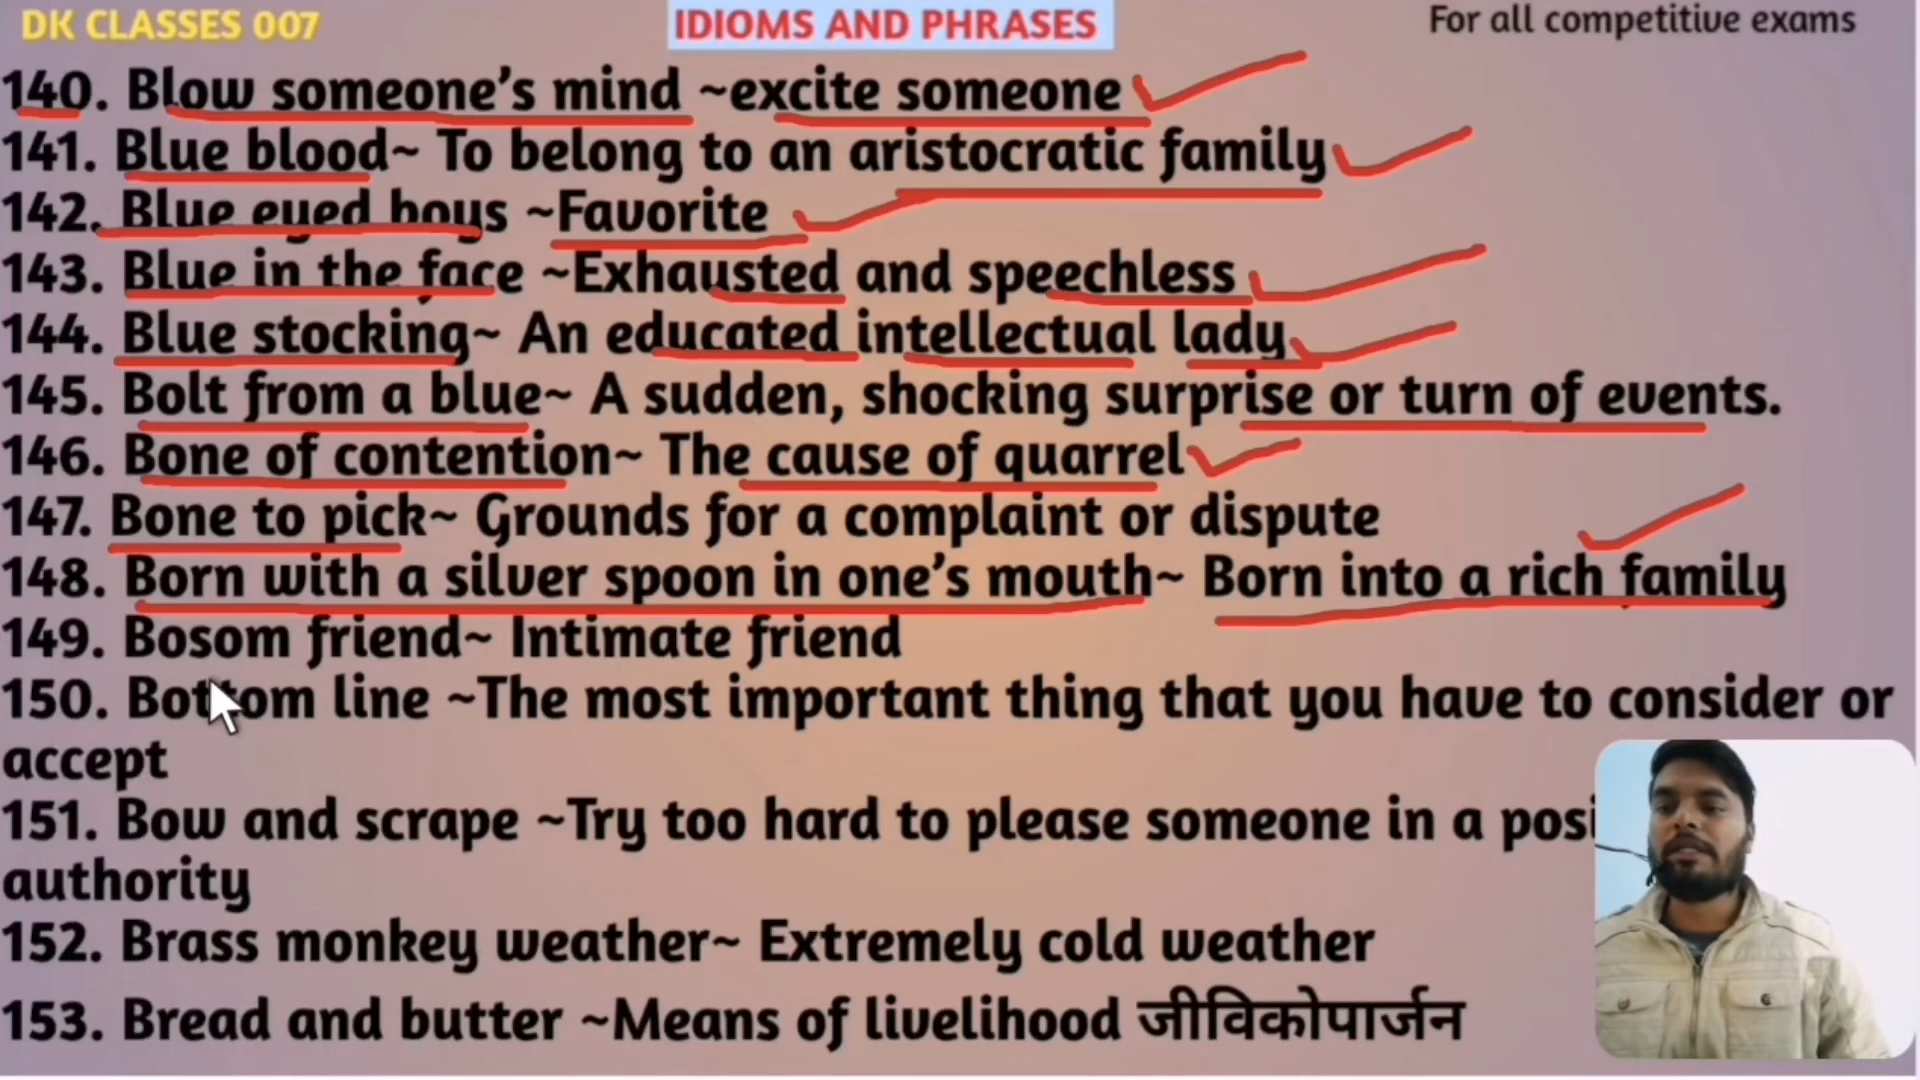 DK CLASSES 007
IDIOMS AND PHRASES
For all competitive exams
140. Blow someone's mind ~excite someone
141. Blue blood~ To belong to an aristocratic family
142. Blue eyed boys ~Favorite
143. Blue in the face ~Exhausted and speechless
144. Blue stocking~ An educated intellectual lady
145. Bolt from a blue~ A sudden, shocking surprise or turn of events.
146. Bone of contention~ The cause of quarrel
147. Bone to pick~ Grounds for a complaint or dispute
148. Born with a silver spoon in one's mouth~ Born into a rich family
149. Bosom friend~ Intimate friend
150. Bottom line ~The most important thing that you have to consider or
accept
151. Bow and scrape ~Try too hard to please someone in a
authority
152. Brass monkey weather~ Extremely cold weather
153. Bread and butter ~Means of livelihood जीविकोपार्जन